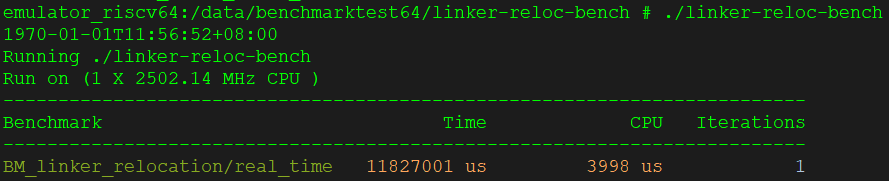 emulator_riscv64:/data/benchmarktest64/linker-reloc-bench # ./linker-reloc-bench
1970-01-01T11:56:52+08:00
Running ./linker-reloc-bench
Run on (1 X 2502.14 MHz CPU )
-------------------------------------------------------------------------
Benchmark                               Time             CPU   Iterations
-------------------------------------------------------------------------
BM_linker_relocation/real_time   11827001 us         3998 us            1